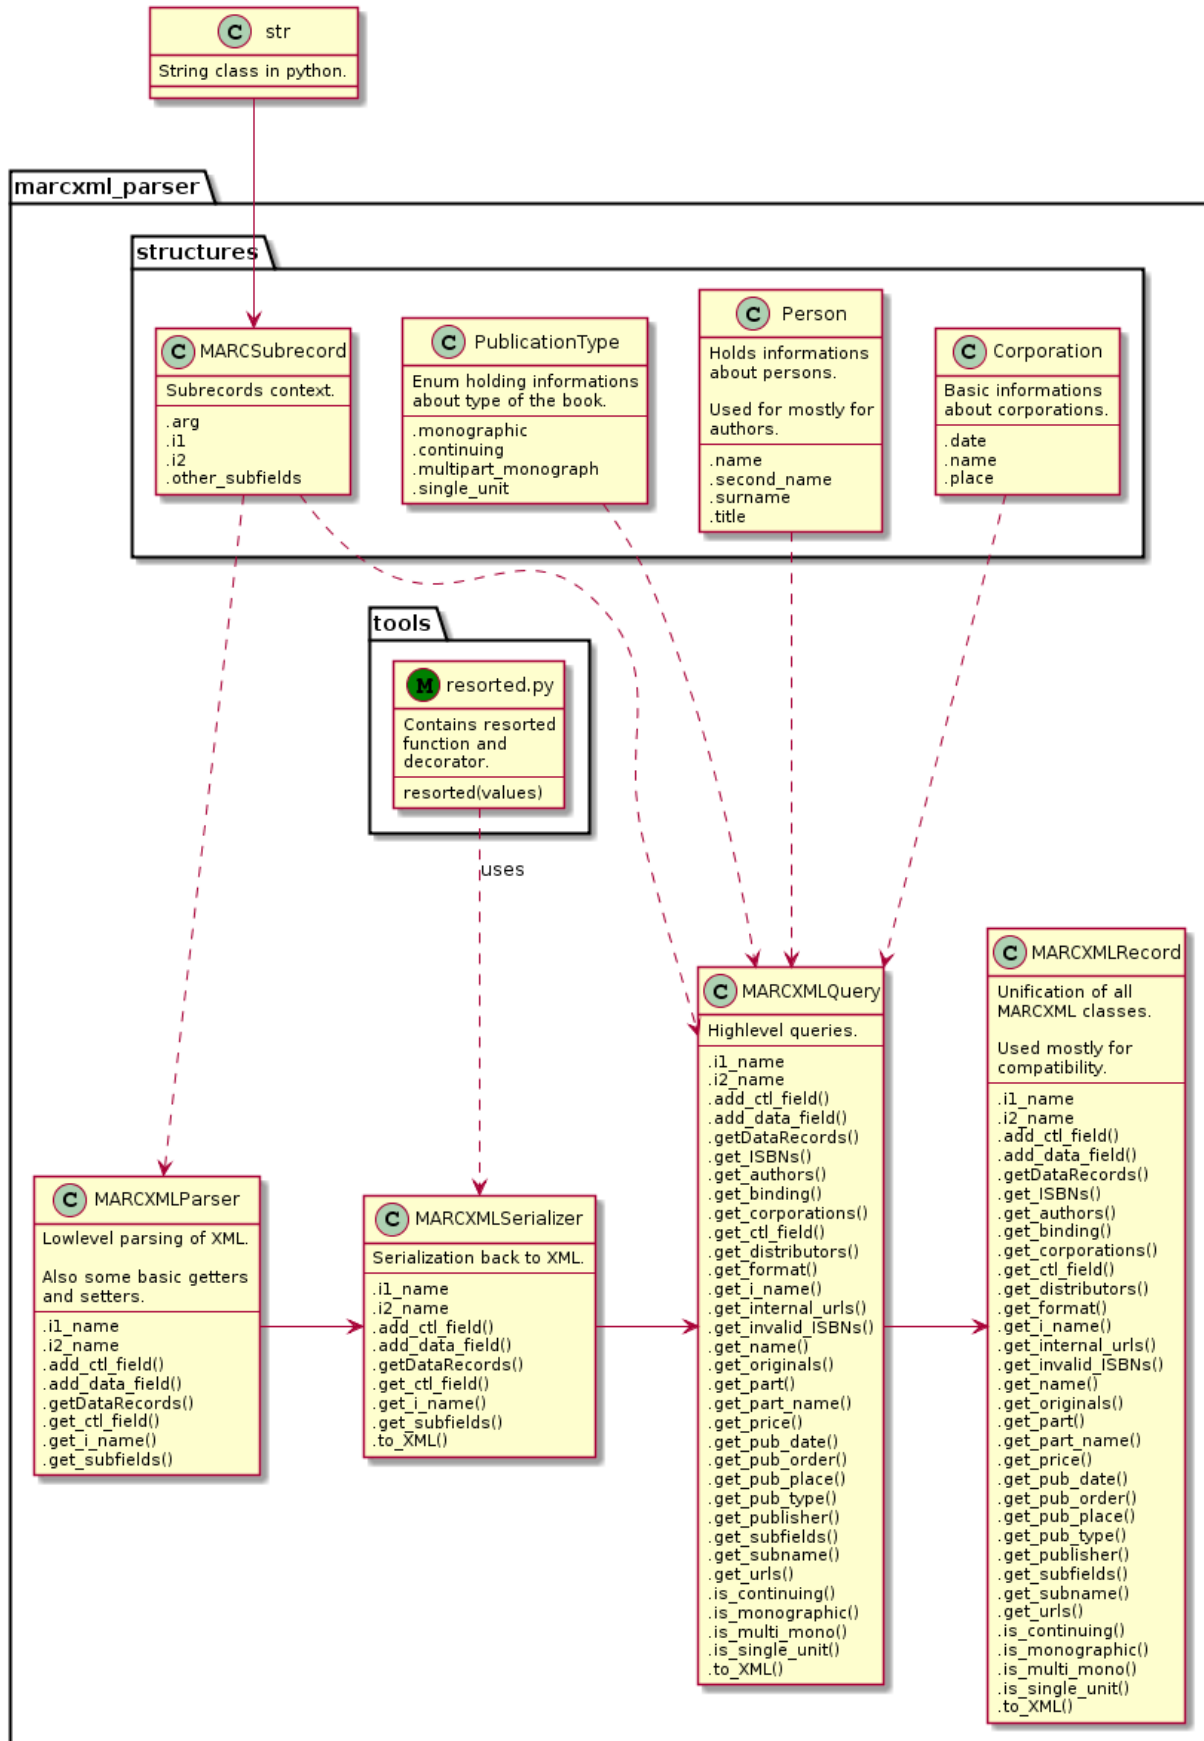 C str
String class in python.
marcxml_parser
structures
C MARCSubrecord
Subrecords context.
.arg
.i1
.i2
.other_subfields
C PublicationType
Enum holding informations
about type of the book.
.monographic
.continuing
.multipart_monograph
.single_unit
C Person
Holds informations
about persons.
Used for mostly for
authors.
.name
.second_name
.surname
.title
C Corporation
Basic informations
about corporations.
.date
.name
.place
tools
M resorted.py
Contains resorted
function and
decorator.
resorted(values)
uses
C MARCXMLParser
Lowlevel parsing of XML.
Also some basic getters
and setters.
.i1_name
.i2_name
.add_ctl_field()
.add_data_field()
.getDataRecords()
.get_ctl_field()
.get_i_name()
.get_subfields()
C MARCXMLSerializer
Serialization back to XML.
.i1_name
.i2_name
.add_ctl_field()
.add_data_field()
.getDataRecords()
.get_ctl_field()
.get_i_name()
.get_subfields()
.to_XML()
C MARCXMLQuery
Highlevel queries.
.i1_name
.i2_name
.add_ctl_field()
.add_data_field()
.getDataRecords()
.get_ISBNs()
.get_authors()
.get_binding()
.get_corporations()
.get_ctl_field()
.get_distributors()
.get_format()
.get_i_name()
.get_internal_urls()
.get_invalid_ISBNs()
.get_name()
.get_originals()
.get_part()
.get_part_name()
.get_price()
.get_pub_date()
.get_pub_order()
.get_pub_place()
.get_pub_type()
.get_publisher()
.get_subfields()
.get_subname()
.get_urls()
.is_continuing()
.is_monographic()
.is_multi_mono()
.is_single_unit()
.to_XML()
C MARCXMLRecord
Unification of all
MARCXML classes.
Used mostly for
compatibility.
.i1_name
.i2_name
.add_ctl_field()
.add_data_field()
.getDataRecords()
.get_ISBNs()
.get_authors()
.get_binding()
.get_corporations()
.get_ctl_field()
.get_distributors()
.get_format()
.get_i_name()
.get_internal_urls()
.get_invalid_ISBNs()
.get_name()
.get_originals()
.get_part()
.get_part_name()
.get_price()
.get_pub_date()
.get_pub_order()
.get_pub_place()
.get_pub_type()
.get_publisher()
.get_subfields()
.get_subname()
.get_urls()
.is_continuing()
.is_monographic()
.is_multi_mono()
.is_single_unit()
.to_XML()